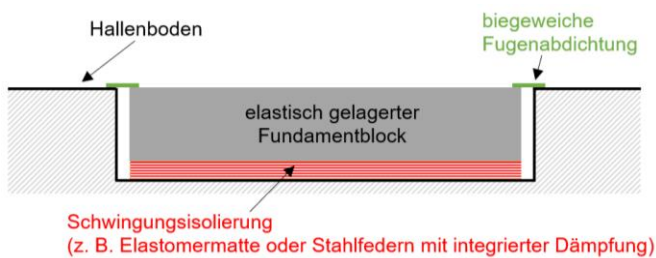 Hallenboden
biegeweiche
Fugenabdichtung
elastisch gelagerter
Fundamentblock
Schwingungsisolierung
(z. B. Elastomermatte oder Stahlfedern mit integrierter Dämpfung)